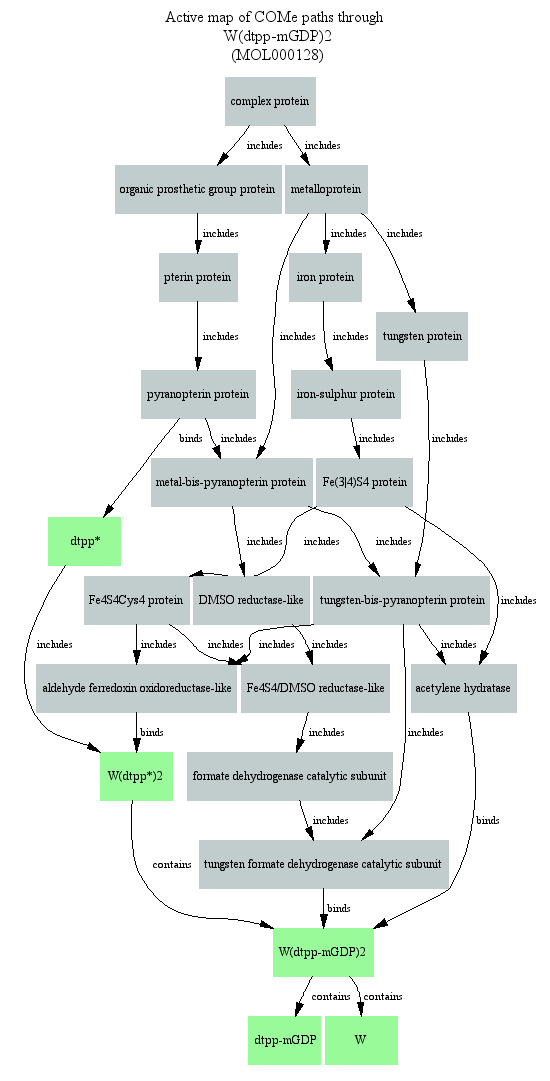 Active map of COMe paths through
W(dtpp-mGDP)2
(MOL000128)
complex protein
includes
includes
organic prosthetic group protein
metalloprotein
includes
includes
includes
pterin protein
iron protein
includes
includes
includes
tungsten protein
pyranopterin protein
iron-sulphur protein
binds
includes
includes
includes
metal-bis-pyranopterin protein
Fe(3|4)S4 protein
dtpp*
includes
includes
includes
includes
Fe4S4Cys4 protein
DMSO reductase-like
tungsten-bis-pyranopterin protein
includes
includes
includes
includes
includes
includes
aldehyde ferredoxin oxidoreductase-like
Fe4S4/DMSO reductase-like
acetylene hydratase
binds
includes
includes
W(dtpp*)2
formate dehydrogenase catalytic subunit
includes
binds
contains
tungsten formate dehydrogenase catalytic subunit
binds
W(dtpp-mGDP)2
contains
contains
dtpp-mGDP
W